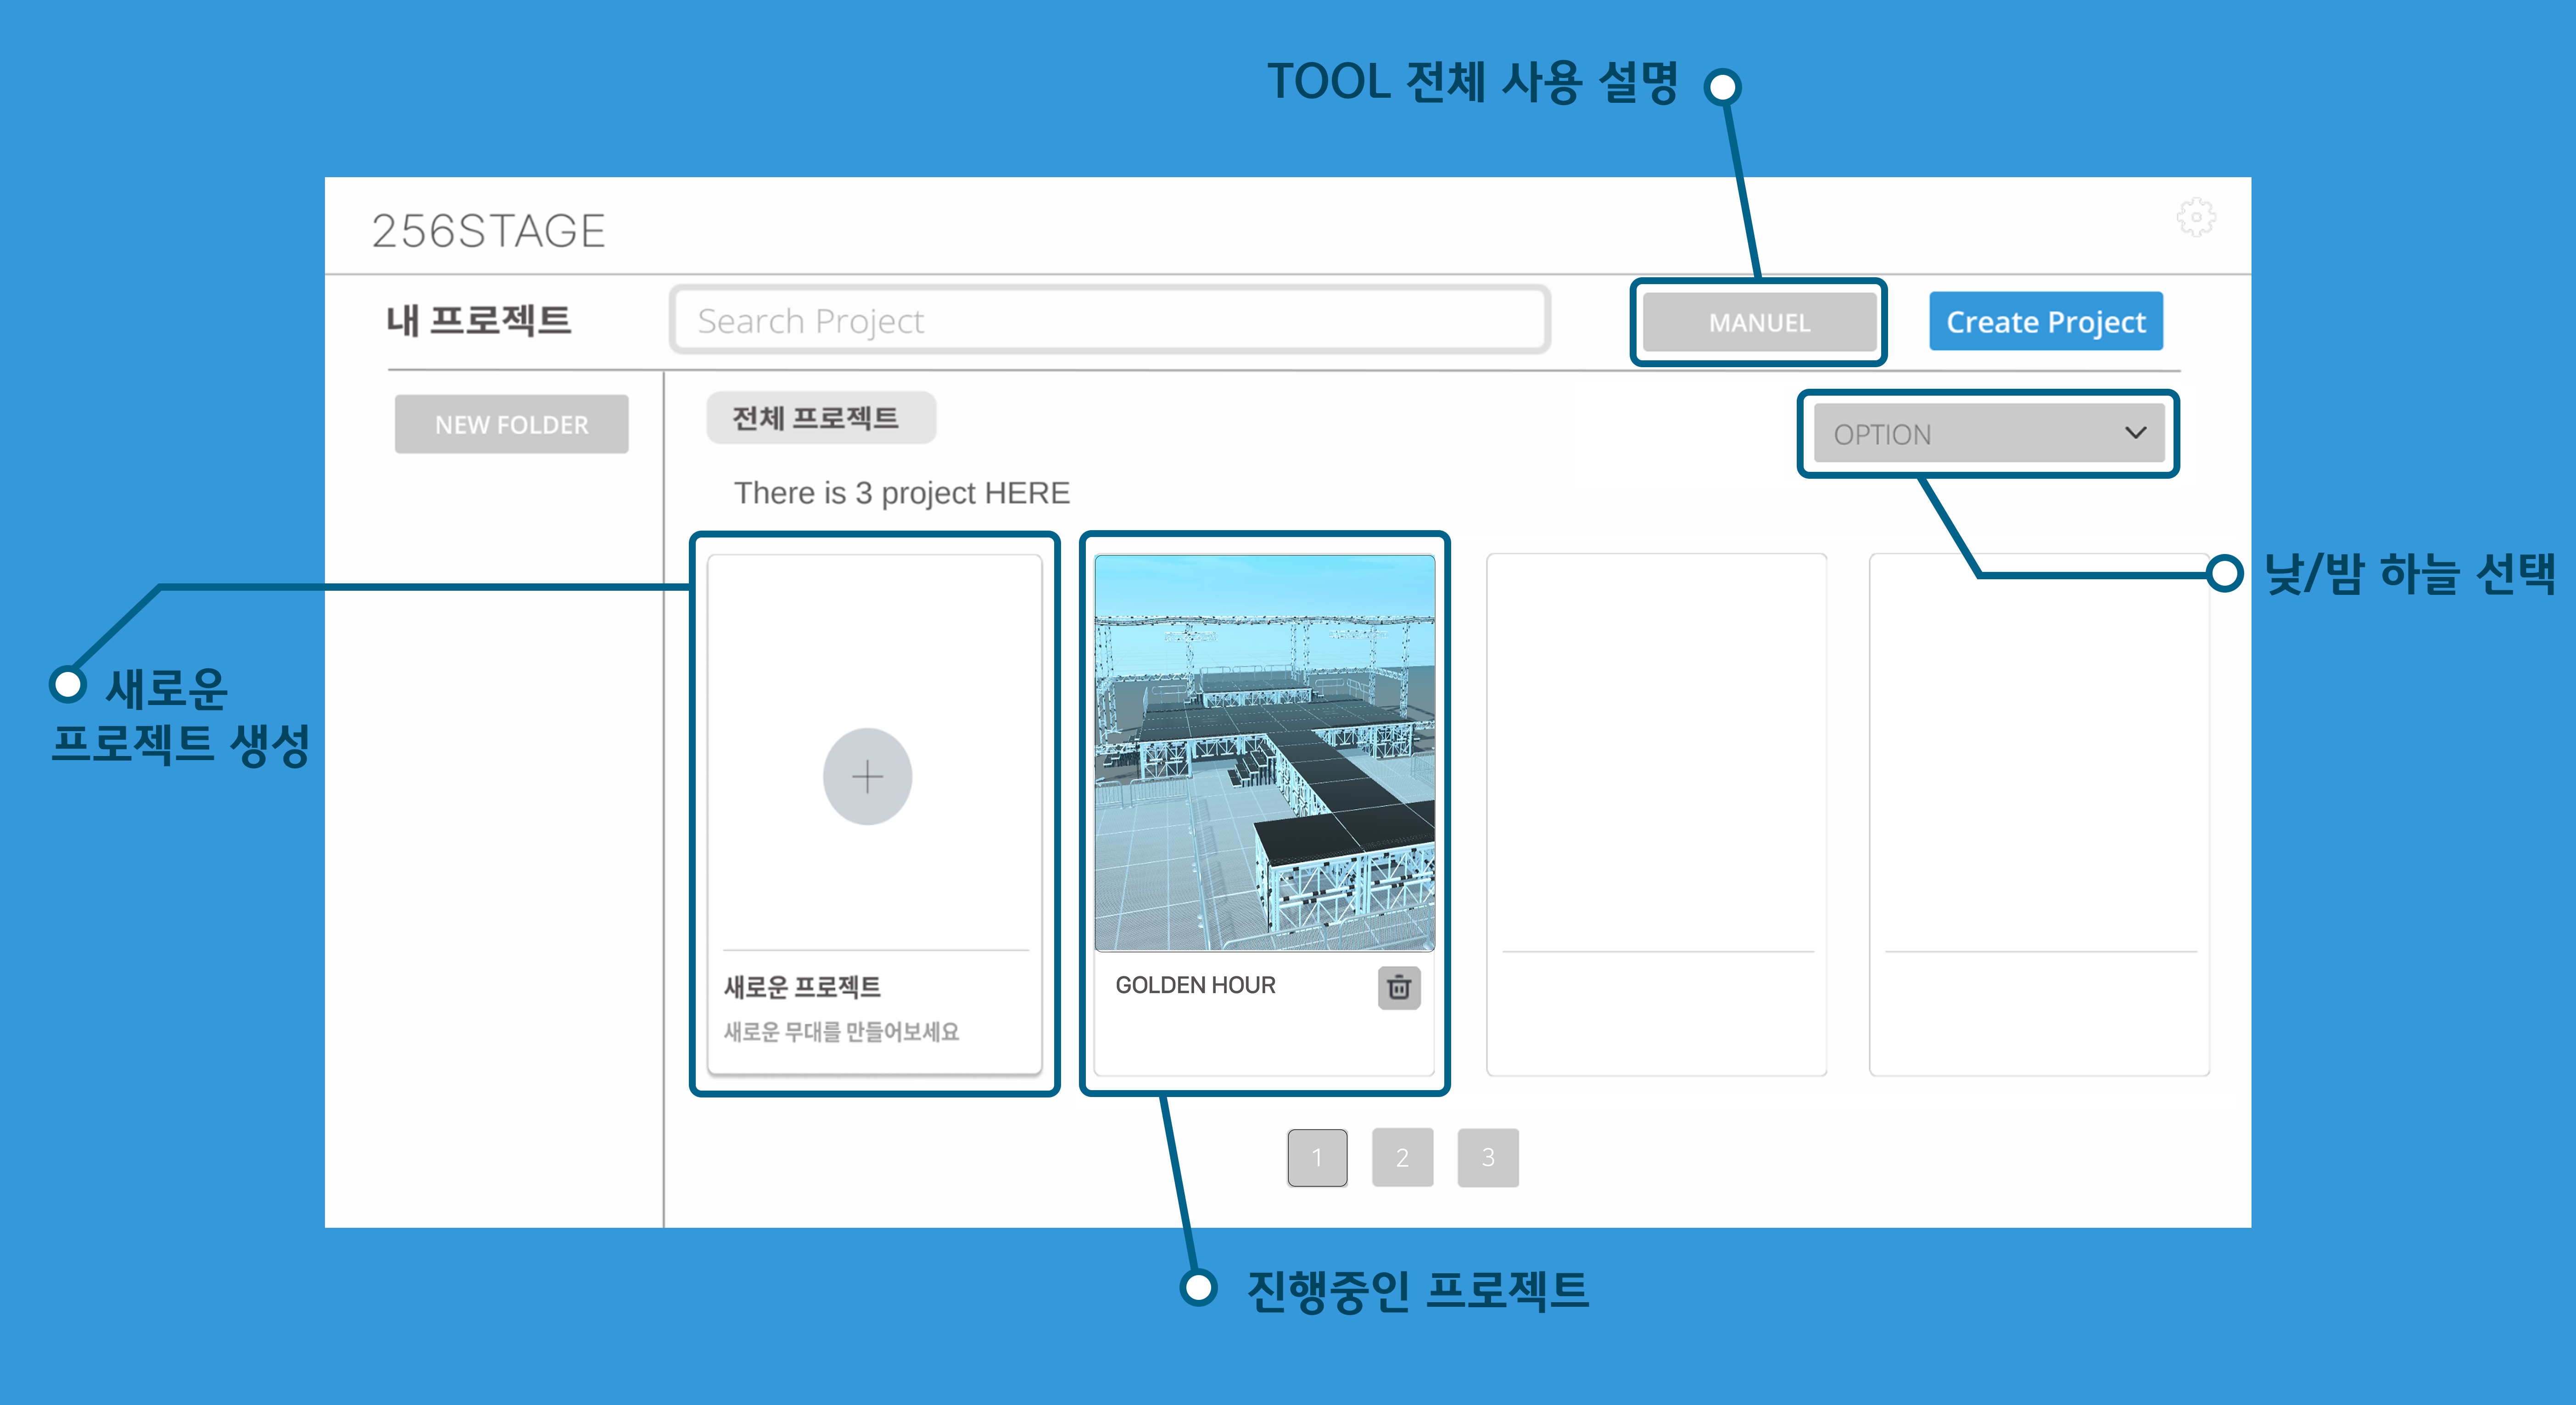 TOOL 전체 사용 설명
256STAGE
내 프로젝트
Search Project
MANUEL
Create Project
NEW FOLDER
전체 프로젝트
OPTION
There is 3 project HERE
낮/밤 하늘 선택
새로운
프로젝트 생성
새로운 프로젝트
새로운 무대를 만들어보세요
GOLDEN HOUR
1
2
3
진행중인 프로젝트